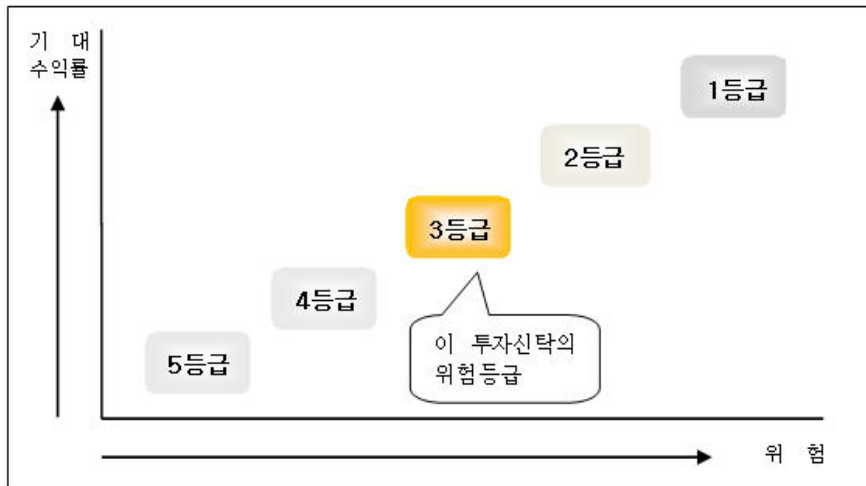 기 대
수익률
1등급
2등급
3등급
4등급
이 투자신탁의
위험등급
5등급
위 험